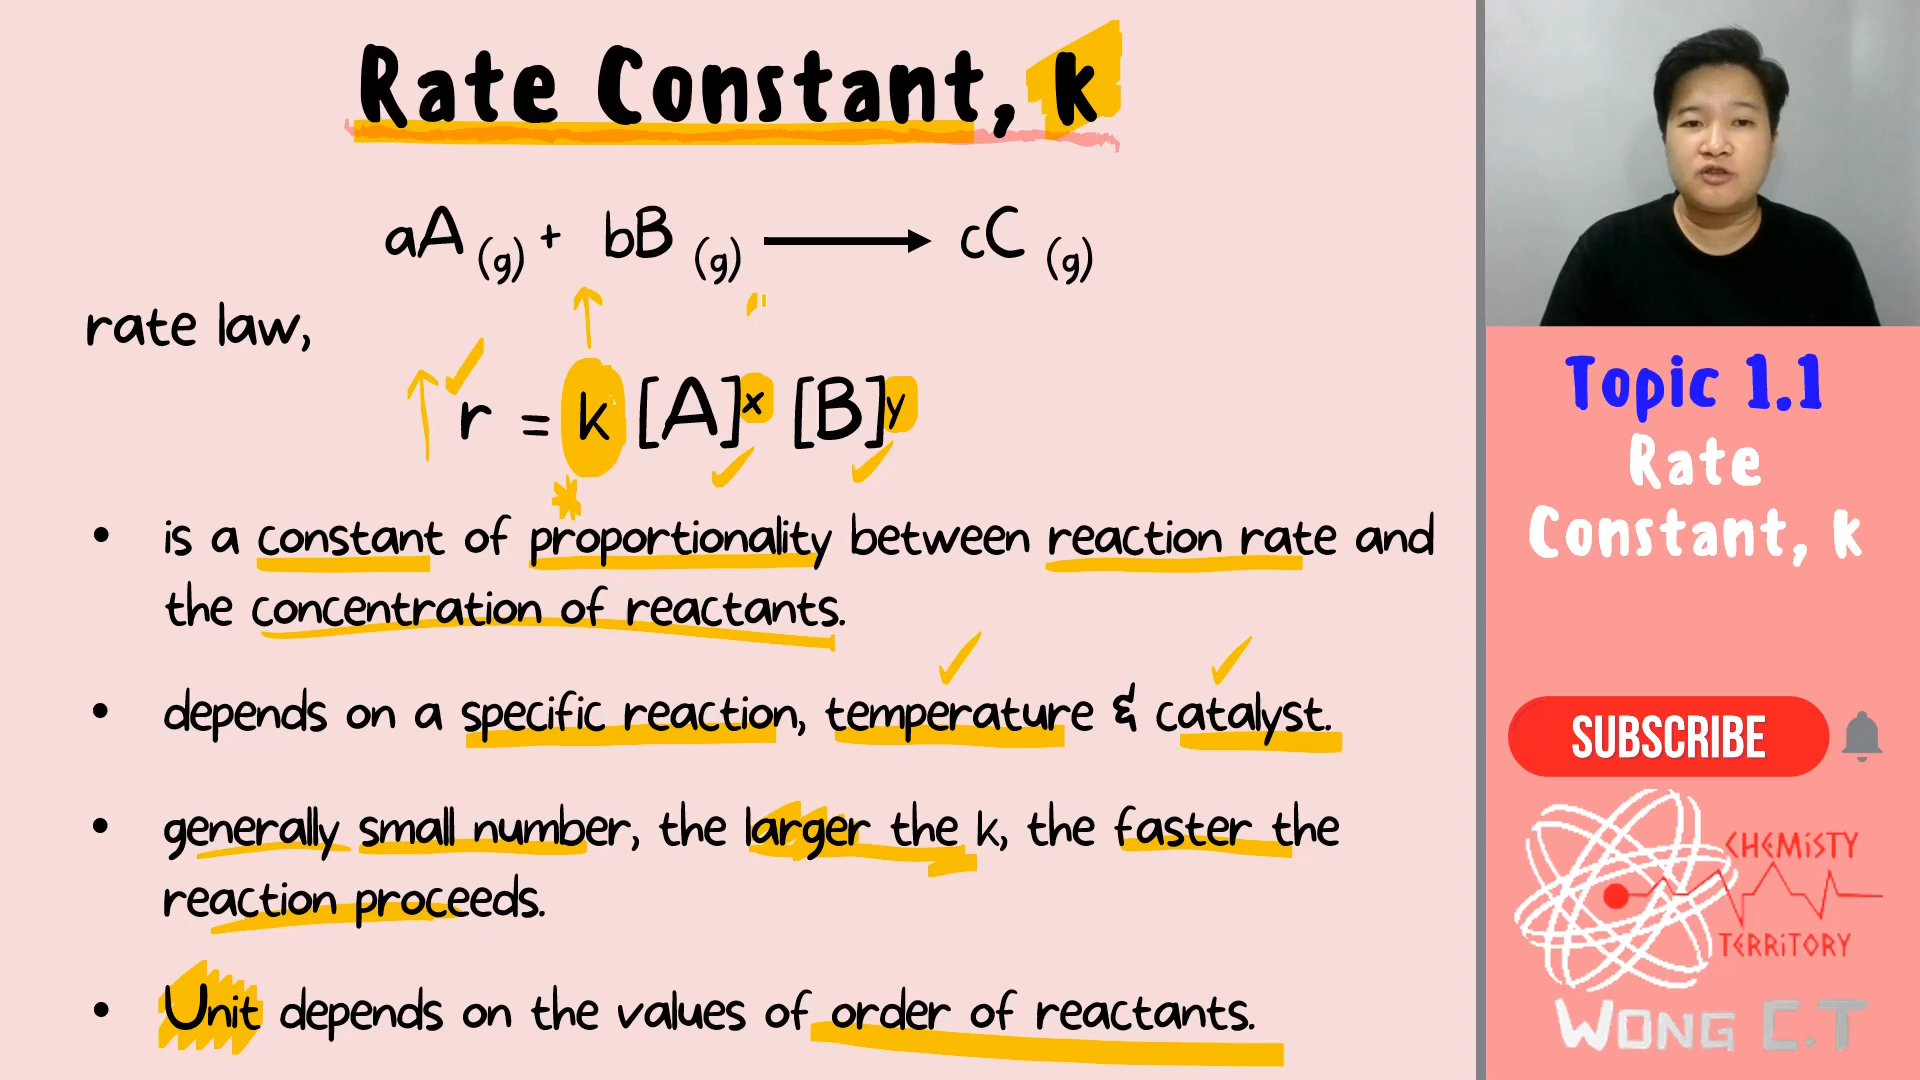 Rate Constant, k
aA (g) + bB (g) → cC (g)
rate law,
r = k [A]x [B]y
• is a constant of proportionality between reaction rate and
the concentration of reactants.
• depends on a specific reaction, temperature & catalyst.
• generally small number, the larger the k, the faster the
reaction proceeds.
• Unit depends on the values of order of reactants.
Topic 1.1
Rate
Constant, k
SUBSCRIBE
CHEMISTY
TERRITORY
WONG C.T